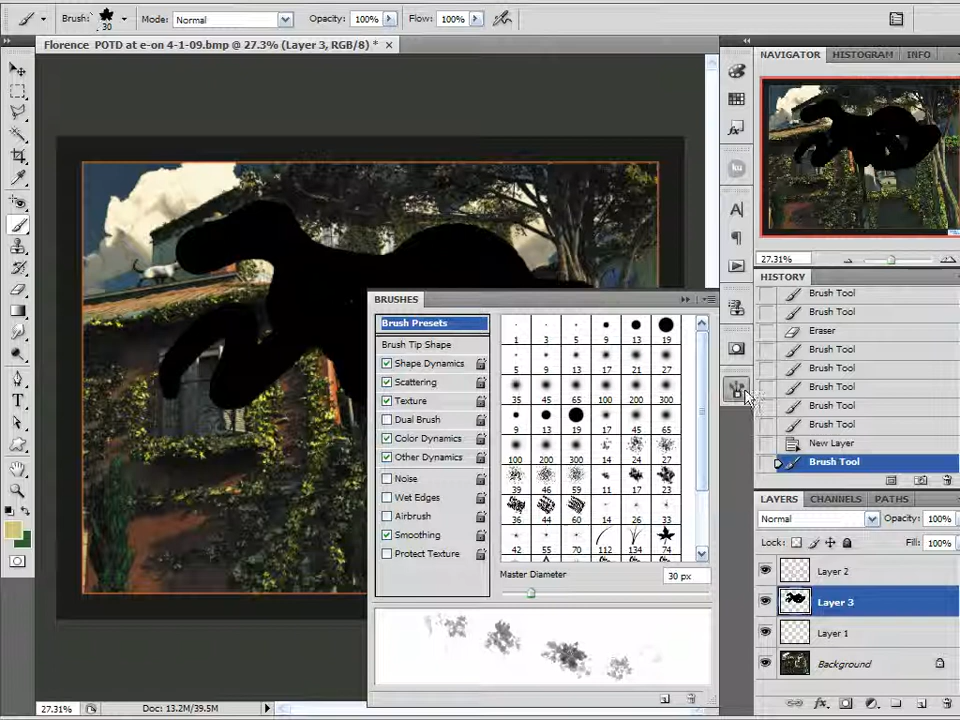 Brush: 30 Mode: Normal Opacity: 100% Flow: 100%
Florence POTD at e-on 4-1-09.bmp @ 27.3% (Layer 3, RGB/8) *
NAVIGATOR HISTOGRAM INFO
27.31%
HISTORY
Brush Tool
Brush Tool
Eraser
Brush Tool
Brush Tool
Brush Tool
Brush Tool
Brush Tool
New Layer
Brush Tool
LAYERS CHANNELS PATHS
Normal Opacity: 100%
Lock: Fill: 100%
Layer 2
Layer 3
Layer 1
Background
BRUSHES
Brush Presets
Brush Tip Shape
Shape Dynamics
Scattering
Texture
Dual Brush
Color Dynamics
Other Dynamics
Noise
Wet Edges
Airbrush
Smoothing
Protect Texture
1 3 5 9 13 19
5 9 13 17 21 27
35 45 65 100 200 300
9 13 19 17 45 65
100 200 300 14 24 27
39 46 59 11 17 23
36 44 60 14 26 33
42 55 70 112 134 74
Master Diameter 30 px
27.31% Doc: 13.2M/39.5M